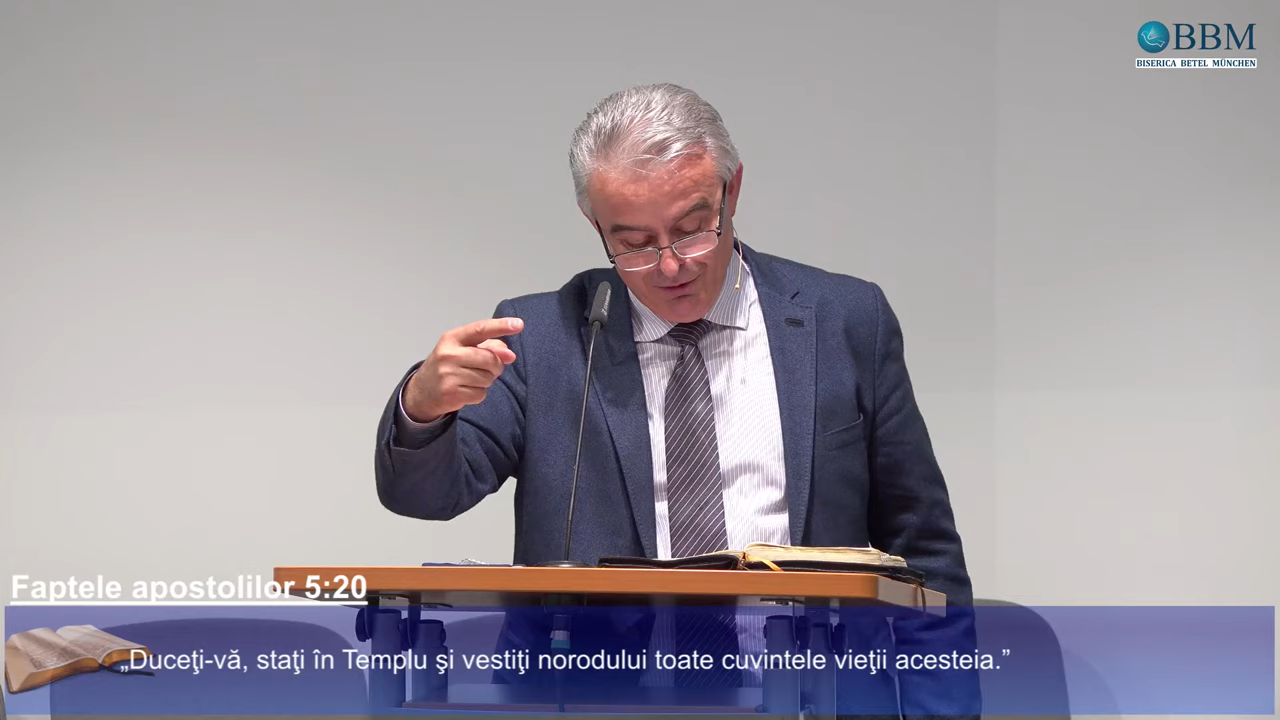 BBM
BISERICA BETEL MÜNCHEN
Faptele apostolilor 5:20
„Duceţi-vă, staţi în Templu şi vestiţi norodului toate cuvintele vieţii acesteia.”